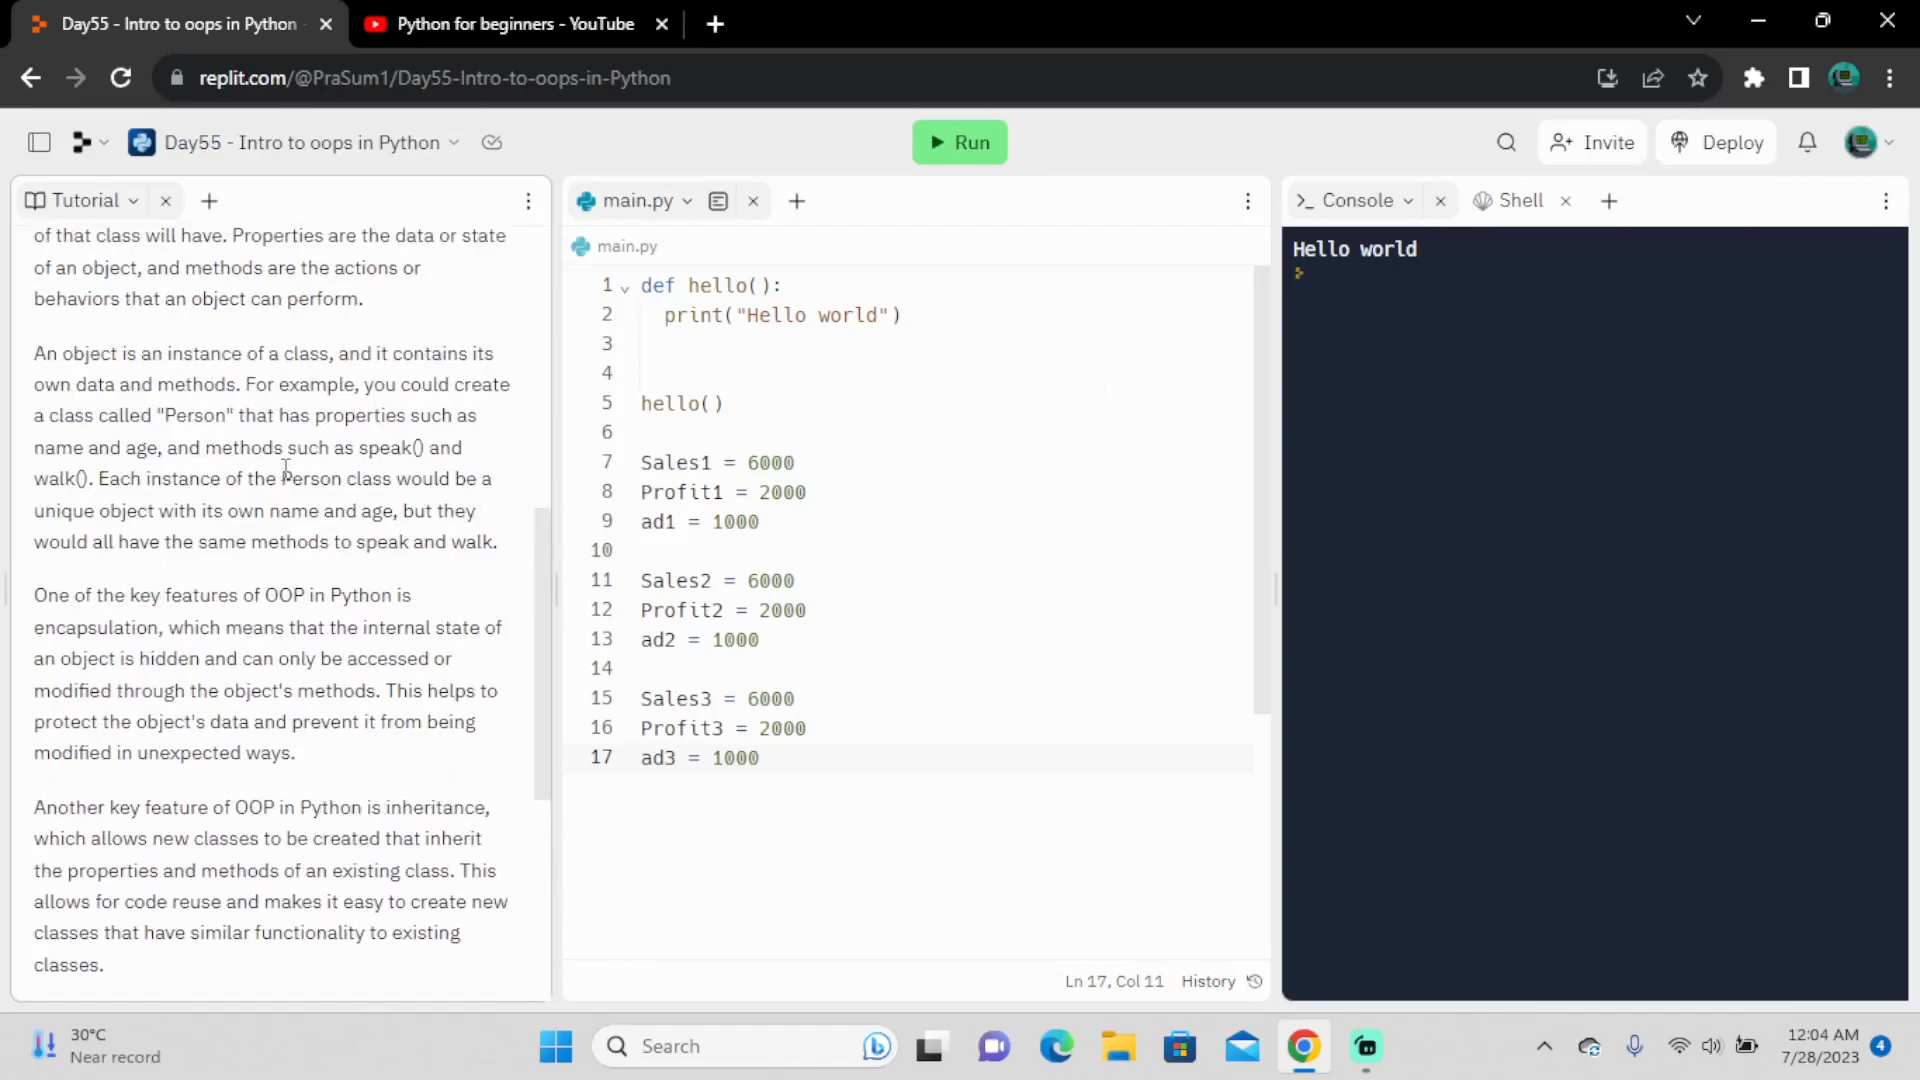 Day55 - Intro to oops in Python
Python for beginners - YouTube
replit.com/@PraSum1/Day55-Intro-to-oops-in-Python
Day55 - Intro to oops in Python
Run
Invite
Deploy
Tutorial
of that class will have. Properties are the data or state
of an object, and methods are the actions or
behaviors that an object can perform.
An object is an instance of a class, and it contains its
own data and methods. For example, you could create
a class called "Person" that has properties such as
name and age, and methods such as speak() and
walk(). Each instance of the Person class would be a
unique object with its own name and age, but they
would all have the same methods to speak and walk.
One of the key features of OOP in Python is
encapsulation, which means that the internal state of
an object is hidden and can only be accessed or
modified through the object's methods. This helps to
protect the object's data and prevent it from being
modified in unexpected ways.
Another key feature of OOP in Python is inheritance,
which allows new classes to be created that inherit
the properties and methods of an existing class. This
allows for code reuse and makes it easy to create new
classes that have similar functionality to existing
classes.
main.py
main.py
1 def hello():
2 print("Hello world")
3
4
5 hello()
6
7 Sales1 = 6000
8 Profit1 = 2000
9 ad1 = 1000
10
11 Sales2 = 6000
12 Profit2 = 2000
13 ad2 = 1000
14
15 Sales3 = 6000
16 Profit3 = 2000
17 ad3 = 1000
Ln 17, Col 11 History
Console
Shell
Hello world
30°C
Near record
Search
12:04 AM
7/28/2023
4